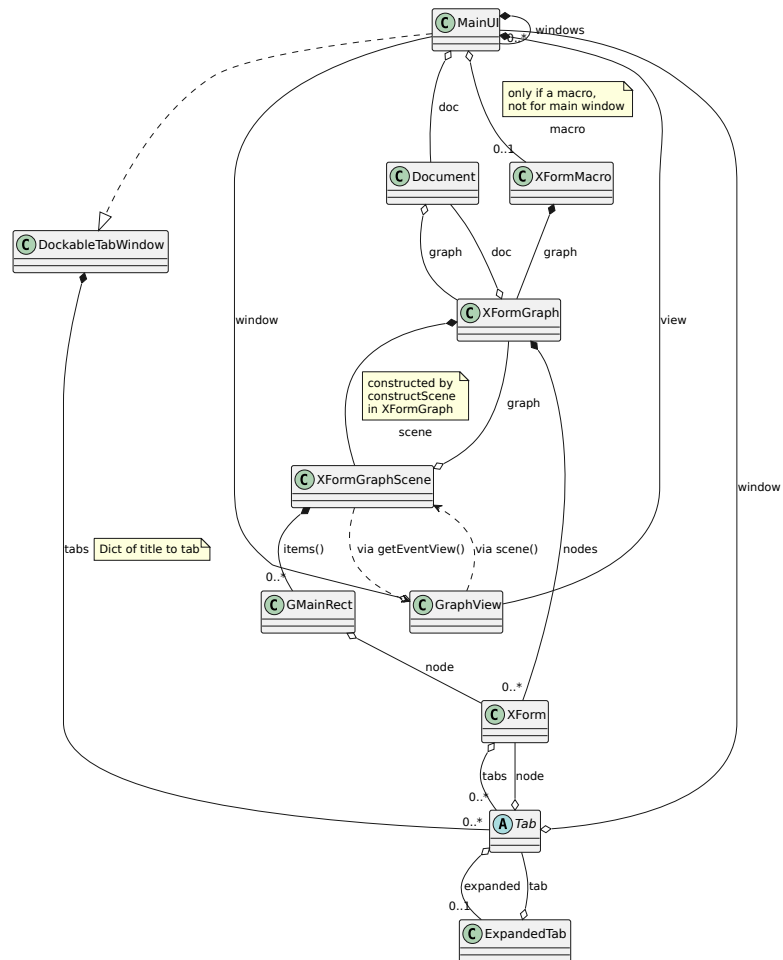 C MainUI
windows
0..*
only if a macro,
not for main window
doc
macro
0..1
C Document
C XFormMacro
C DockableTabWindow
graph
doc
graph
C XFormGraph
window
view
constructed by
constructScene
in XFormGraph
graph
scene
C XFormGraphScene
window
tabs
Dict of title to tab
items()
via getEventView()
via scene()
nodes
0..*
C GMainRect
C GraphView
node
0..*
C XForm
tabs
node
0..*
0..*
A Tab
expanded
tab
0..1
C ExpandedTab